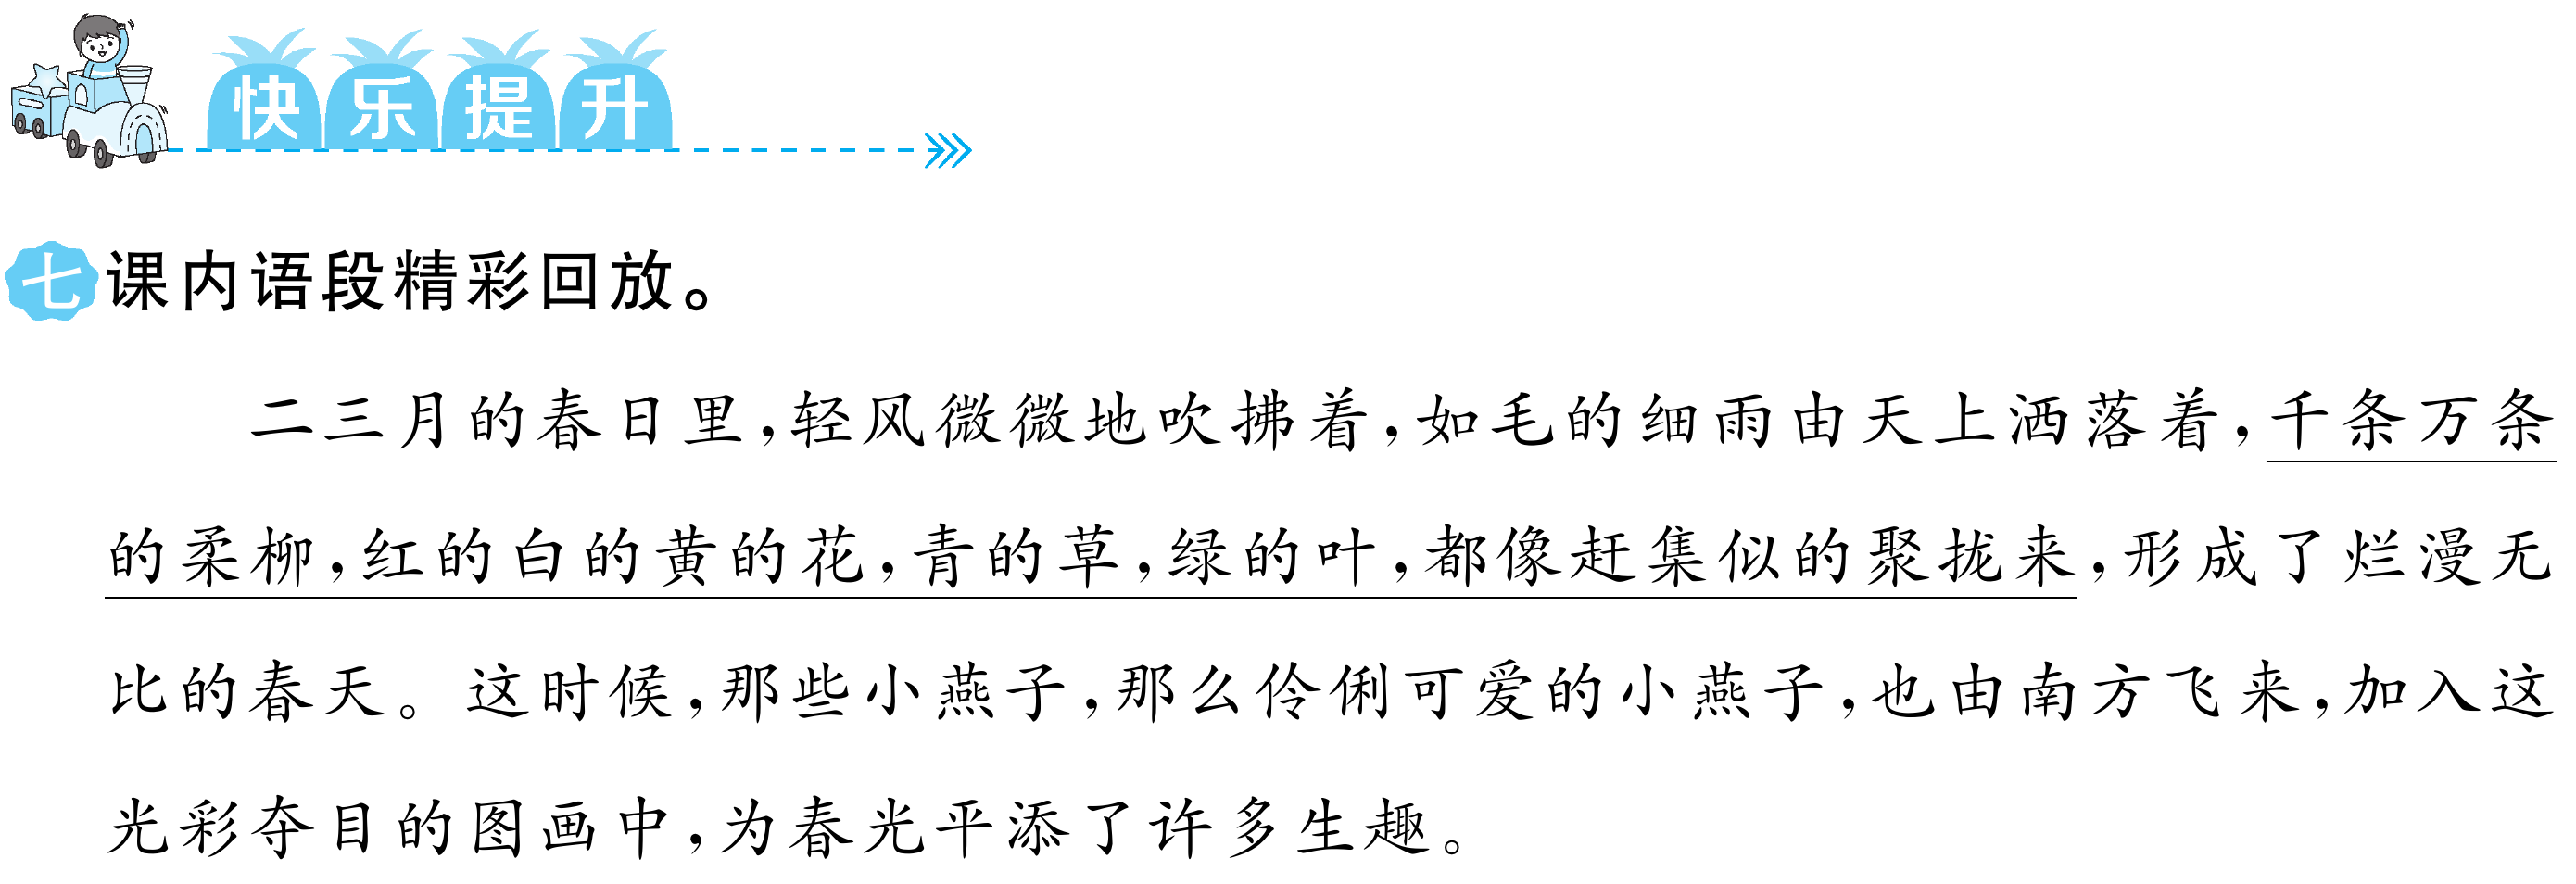 快乐提升
七 课内语段精彩回放。
二三月的春日里,轻风微微地吹拂着,如毛的细雨由天上洒落着,千条万条
的柔柳,红的白的黄的花,青的草,绿的叶,都像赶集似的聚拢来,形成了烂漫无
比的春天。这时候,那些小燕子,那么伶俐可爱的小燕子,也由南方飞来,加入这
光彩夺目的图画中,为春光平添了许多生趣。